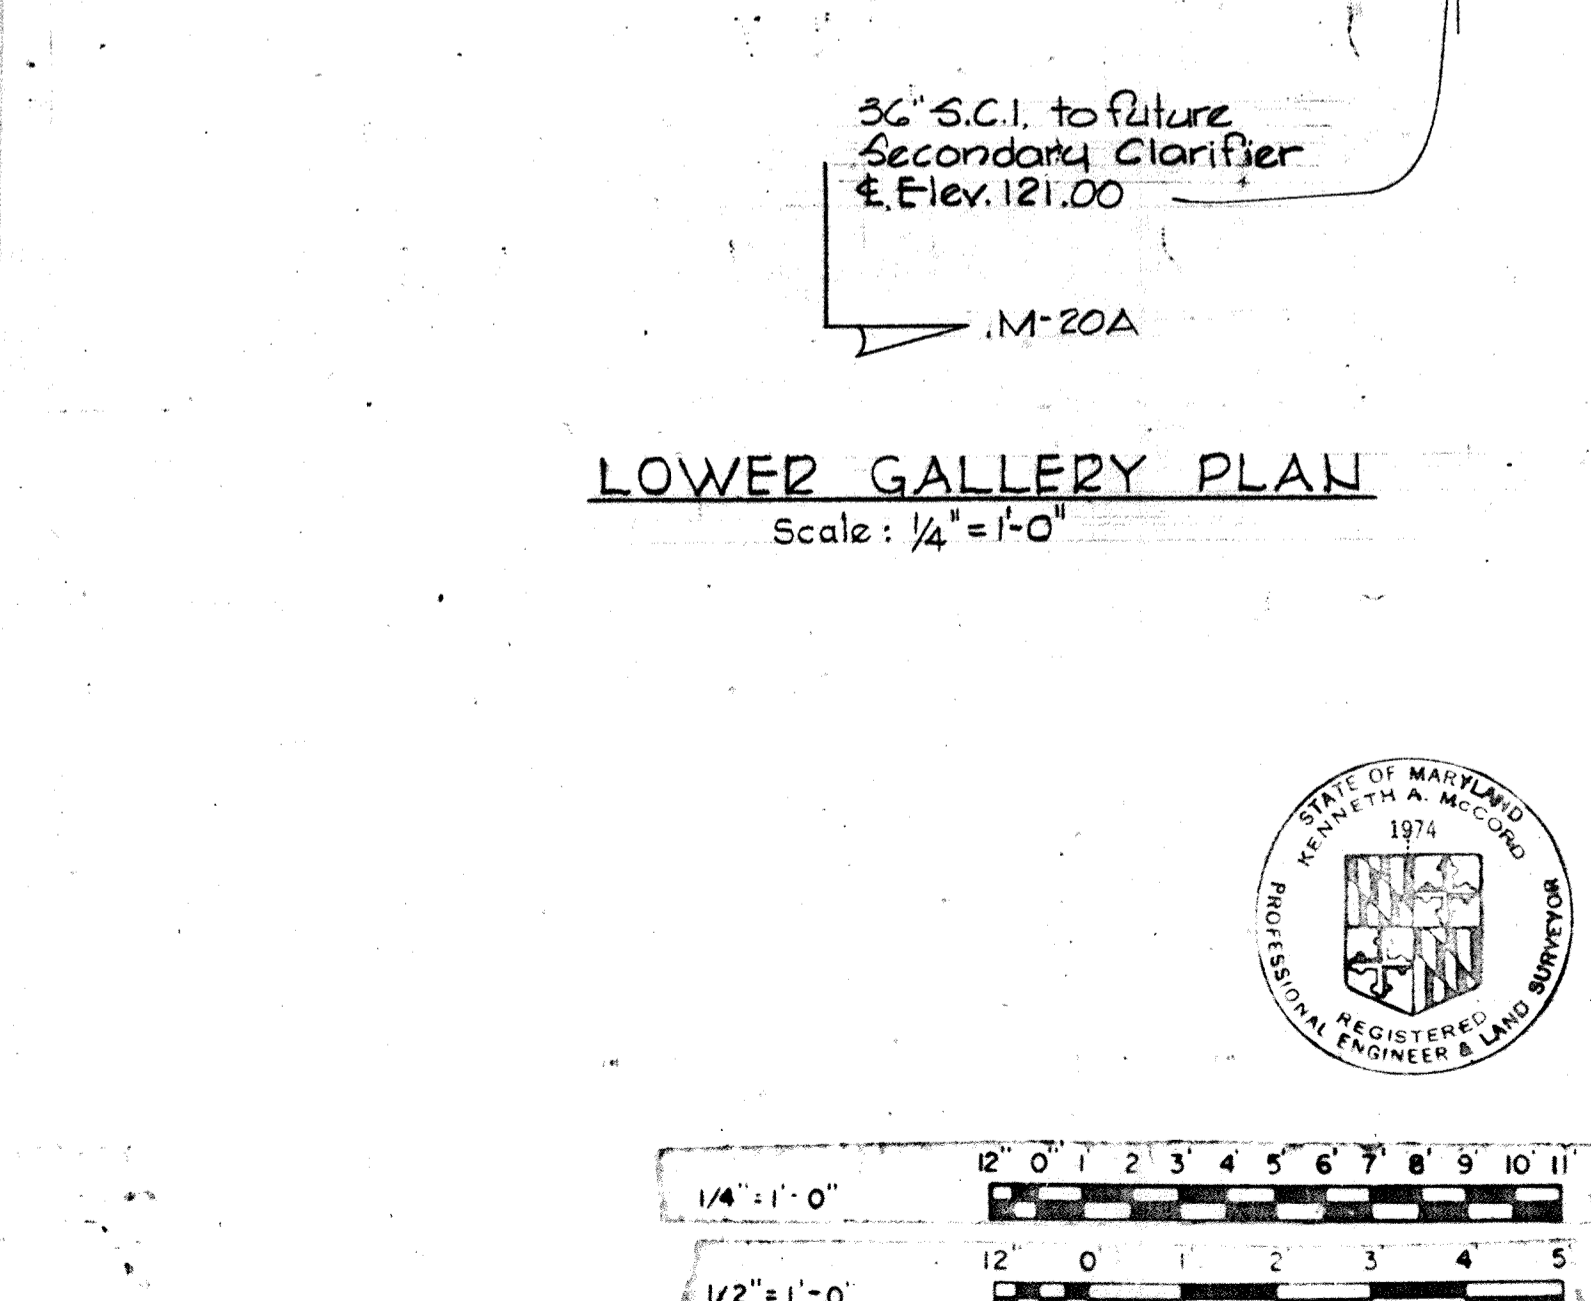 36" S.C.I. to future
Secondary Clarifier
℄ Elev. 121.00
M-20A
LOWER GALLERY PLAN
Scale: 1/4" = 1'-0"
STATE OF MARYLAND
KENNETH A. McCORD
1974
REGISTERED
PROFESSIONAL ENGINEER & LAND SURVEYOR
12" 0" 1' 2' 3' 4' 5' 6' 7' 8' 9' 10' 11'
1/4" = 1'-0"
12" 0' 1' 2' 3' 4' 5'
1/2" = 1'-0"